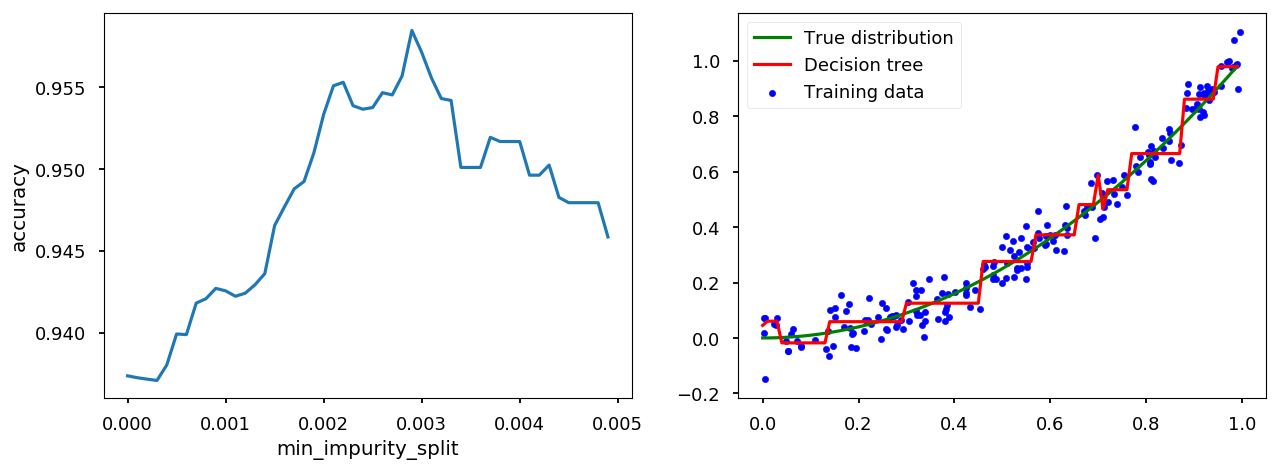 accuracy
0.955
0.950
0.945
0.940
0.000 0.001 0.002 0.003 0.004 0.005
min_impurity_split
True distribution
Decision tree
Training data
1.0
0.8
0.6
0.4
0.2
0.0
−0.2
0.0 0.2 0.4 0.6 0.8 1.0